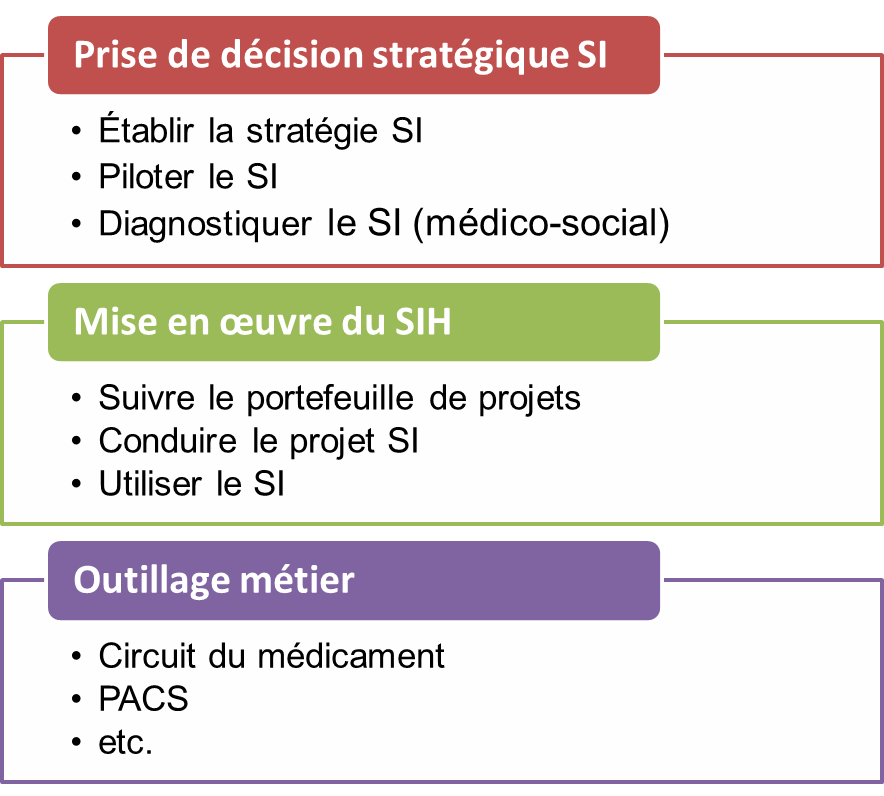 Prise de décision stratégique SI
• Établir la stratégie SI
• Piloter le SI
• Diagnostiquer le SI (médico-social)
Mise en œuvre du SIH
• Suivre le portefeuille de projets
• Conduire le projet SI
• Utiliser le SI
Outillage métier
• Circuit du médicament
• PACS
• etc.